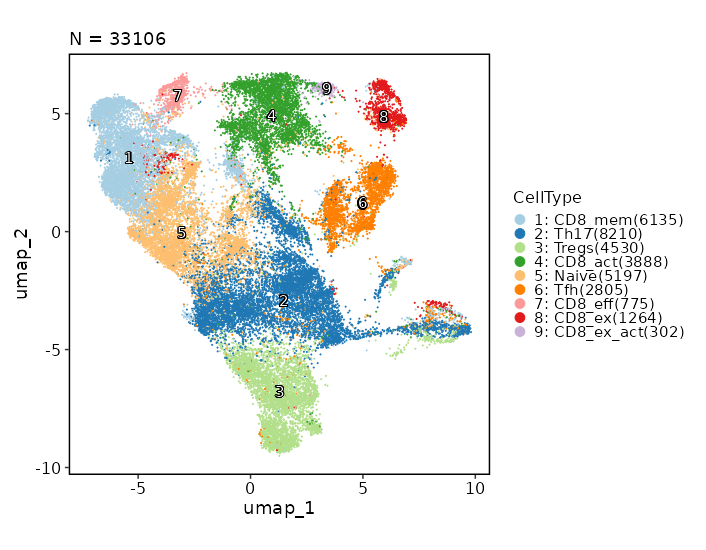 N = 33106
7
9
4
8
1
6
5
2
3
5
0
-5
-10
-5
0
5
10
umap_1
umap_2
CellType
1: CD8_mem(6135)
2: Th17(8210)
3: Tregs(4530)
4: CD8_act(3888)
5: Naive(5197)
6: Tfh(2805)
7: CD8_eff(775)
8: CD8_ex(1264)
9: CD8_ex_act(302)